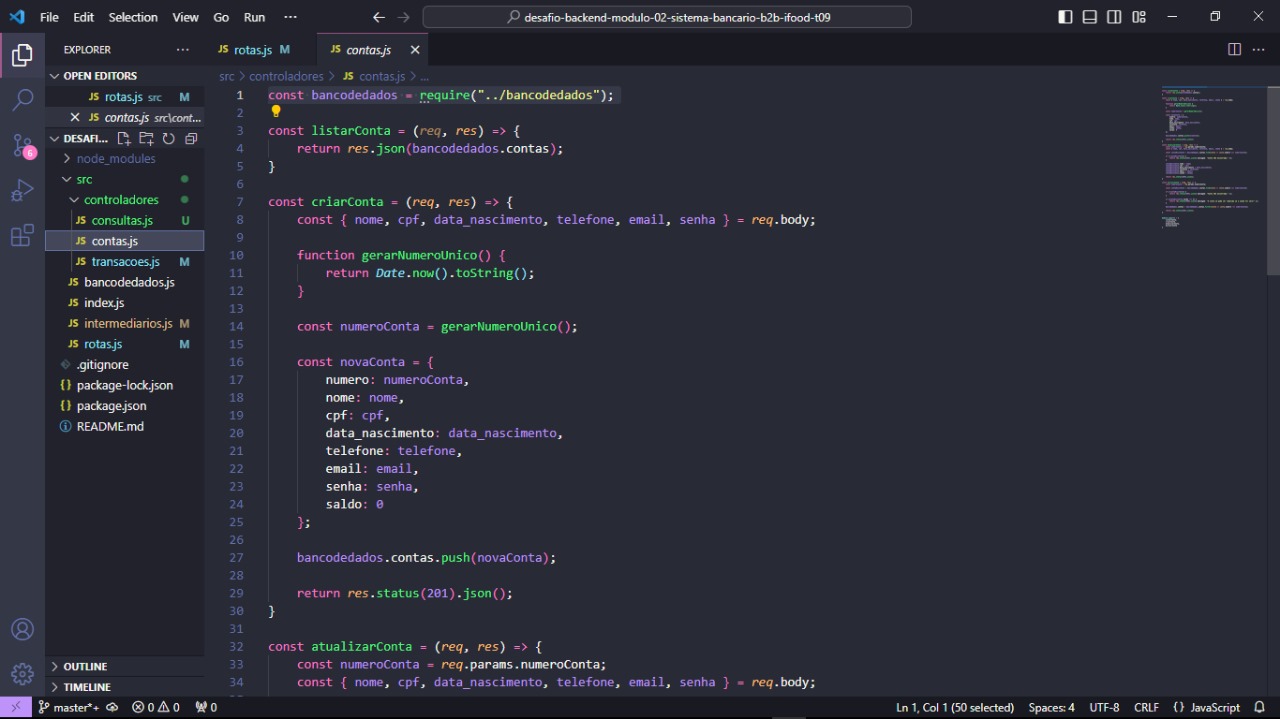 File Edit Selection View Go Run ··· desafio-backend-modulo-02-sistema-bancario-b2b-ifood-t09
EXPLORER ···
JS rotas.js M JS contas.js
OPEN EDITORS
JS rotas.js src M
JS contas.js src\cont...
DESAFI...
node_modules
src
controladores
JS consultas.js U
JS contas.js
JS transacoes.js M
JS bancodedados.js
JS index.js
JS intermediarios.js M
JS rotas.js M
.gitignore
{} package-lock.json
{} package.json
README.md
OUTLINE
TIMELINE
6
src > controladores > JS contas.js > ...
1 const bancodedados = require("../bancodedados");
2
3 const listarConta = (req, res) => {
4 return res.json(bancodedados.contas);
5 }
6
7 const criarConta = (req, res) => {
8 const { nome, cpf, data_nascimento, telefone, email, senha } = req.body;
9
10 function gerarNumeroUnico() {
11 return Date.now().toString();
12 }
13
14 const numeroConta = gerarNumeroUnico();
15
16 const novaConta = {
17 numero: numeroConta,
18 nome: nome,
19 cpf: cpf,
20 data_nascimento: data_nascimento,
21 telefone: telefone,
22 email: email,
23 senha: senha,
24 saldo: 0
25 };
26
27 bancodedados.contas.push(novaConta);
28
29 return res.status(201).json();
30 }
31
32 const atualizarConta = (req, res) => {
33 const numeroConta = req.params.numeroConta;
34 const { nome, cpf, data_nascimento, telefone, email, senha } = req.body;
master*+ 0 0 0 Ln 1, Col 1 (50 selected) Spaces: 4 UTF-8 CRLF {} JavaScript